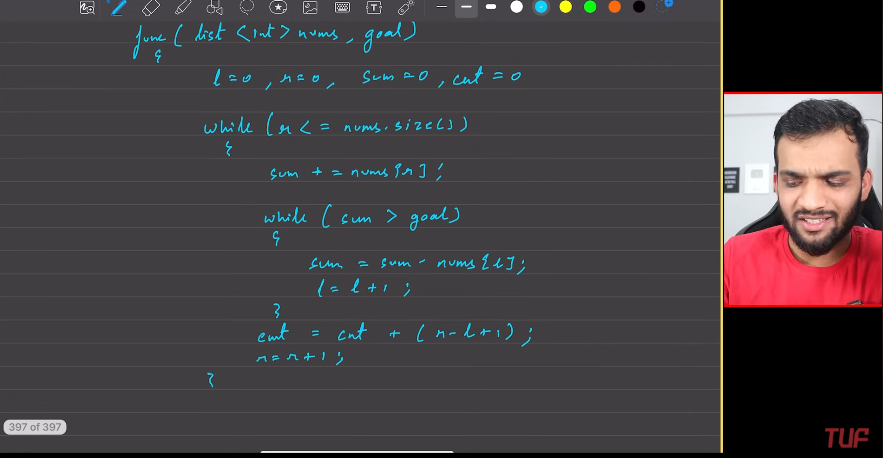 func ( list <int> nums, goal)
{
l = 0, r = 0, sum = 0, cnt = 0
while (r <= nums.size())
{
sum += nums[r];
while (sum > goal)
{
sum = sum - nums[l];
l = l + 1;
}
cnt = cnt + (r - l + 1);
r = r + 1;
}
397 of 397
TUF